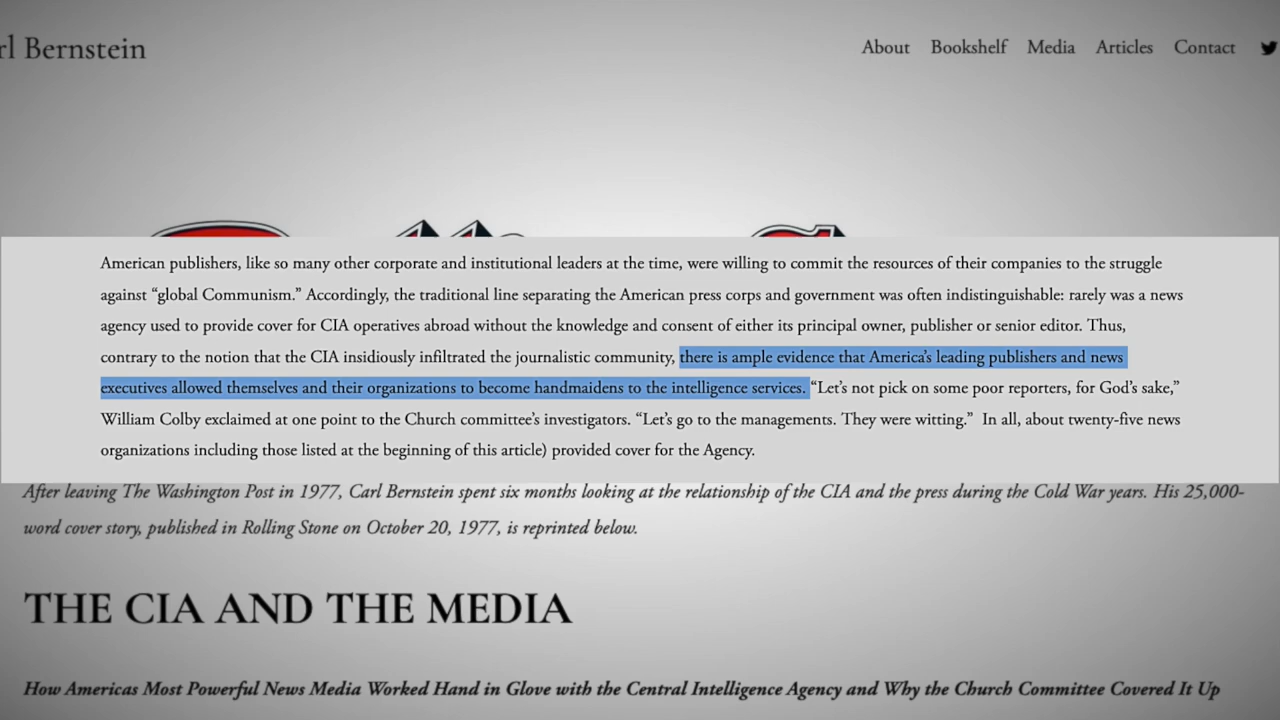 rl Bernstein
About Bookshelf Media Articles Contact
American publishers, like so many other corporate and institutional leaders at the time, were willing to commit the resources of their companies to the struggle
against “global Communism.” Accordingly, the traditional line separating the American press corps and government was often indistinguishable: rarely was a news
agency used to provide cover for CIA operatives abroad without the knowledge and consent of either its principal owner, publisher or senior editor. Thus,
contrary to the notion that the CIA insidiously infiltrated the journalistic community, there is ample evidence that America’s leading publishers and news
executives allowed themselves and their organizations to become handmaidens to the intelligence services. “Let’s not pick on some poor reporters, for God’s sake,”
William Colby exclaimed at one point to the Church committee’s investigators. “Let’s go to the managements. They were witting.” In all, about twenty-five news
organizations including those listed at the beginning of this article) provided cover for the Agency.
After leaving The Washington Post in 1977, Carl Bernstein spent six months looking at the relationship of the CIA and the press during the Cold War years. His 25,000-
word cover story, published in Rolling Stone on October 20, 1977, is reprinted below.
THE CIA AND THE MEDIA
How Americas Most Powerful News Media Worked Hand in Glove with the Central Intelligence Agency and Why the Church Committee Covered It Up